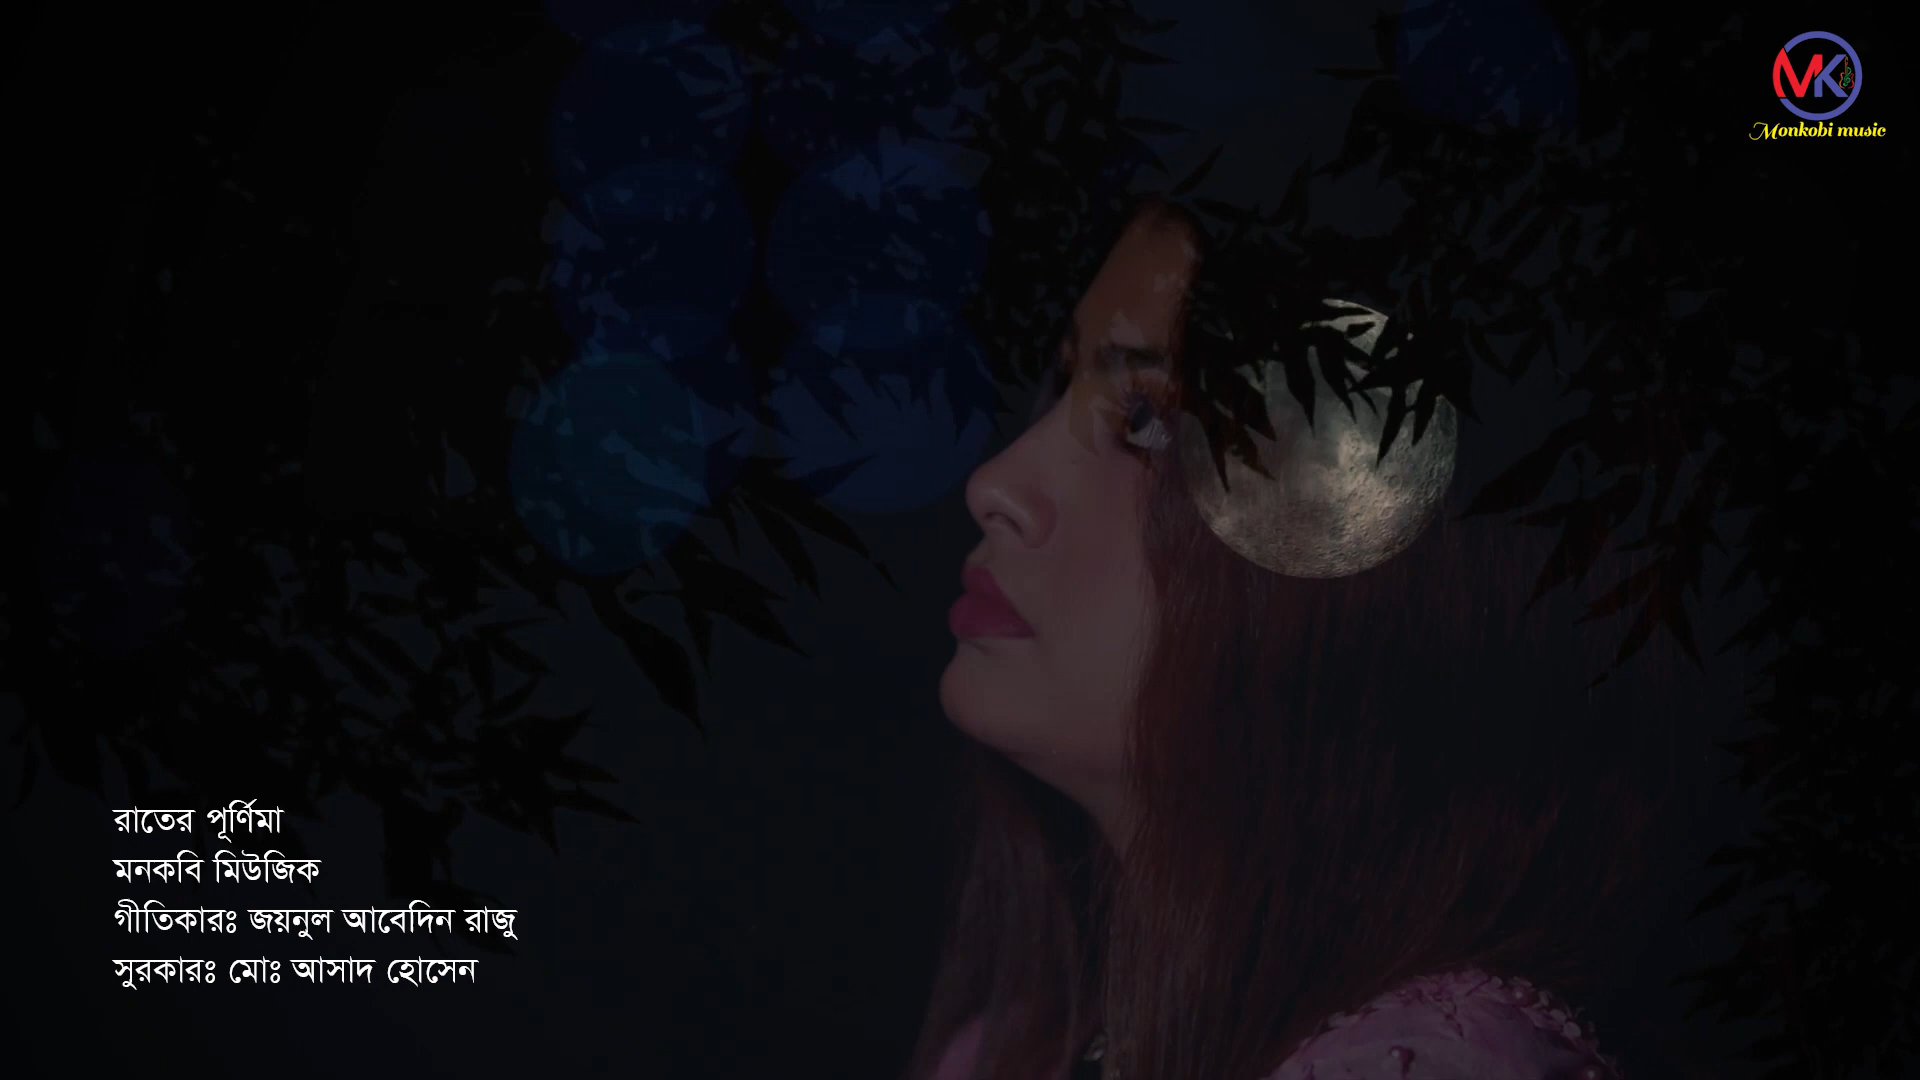 MK
Monkobi music
রাতের পূর্ণিমা
মনকবি মিউজিক
গীতিকারঃ জয়নুল আবেদিন রাজু
সুরকারঃ মোঃ আসাদ হোসেন